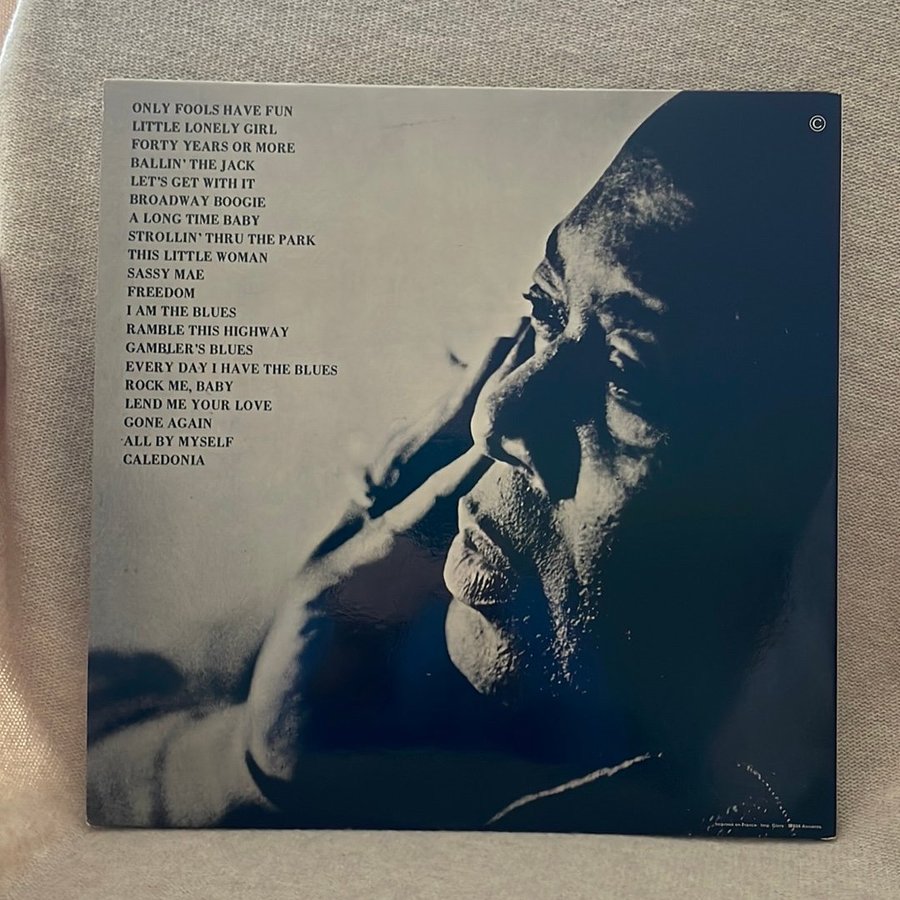 ONLY FOOLS HAVE FUN
LITTLE LONELY GIRL
FORTY YEARS OR MORE
BALLIN' THE JACK
LET'S GET WITH IT
BROADWAY BOOGIE
A LONG TIME BABY
STROLLIN' THRU THE PARK
THIS LITTLE WOMAN
SASSY MAE
FREEDOM
I AM THE BLUES
RAMBLE THIS HIGHWAY
GAMBLER'S BLUES
EVERY DAY I HAVE THE BLUES
ROCK ME, BABY
LEND ME YOUR LOVE
GONE AGAIN
ALL BY MYSELF
CALEDONIA
©
Imprimé en France